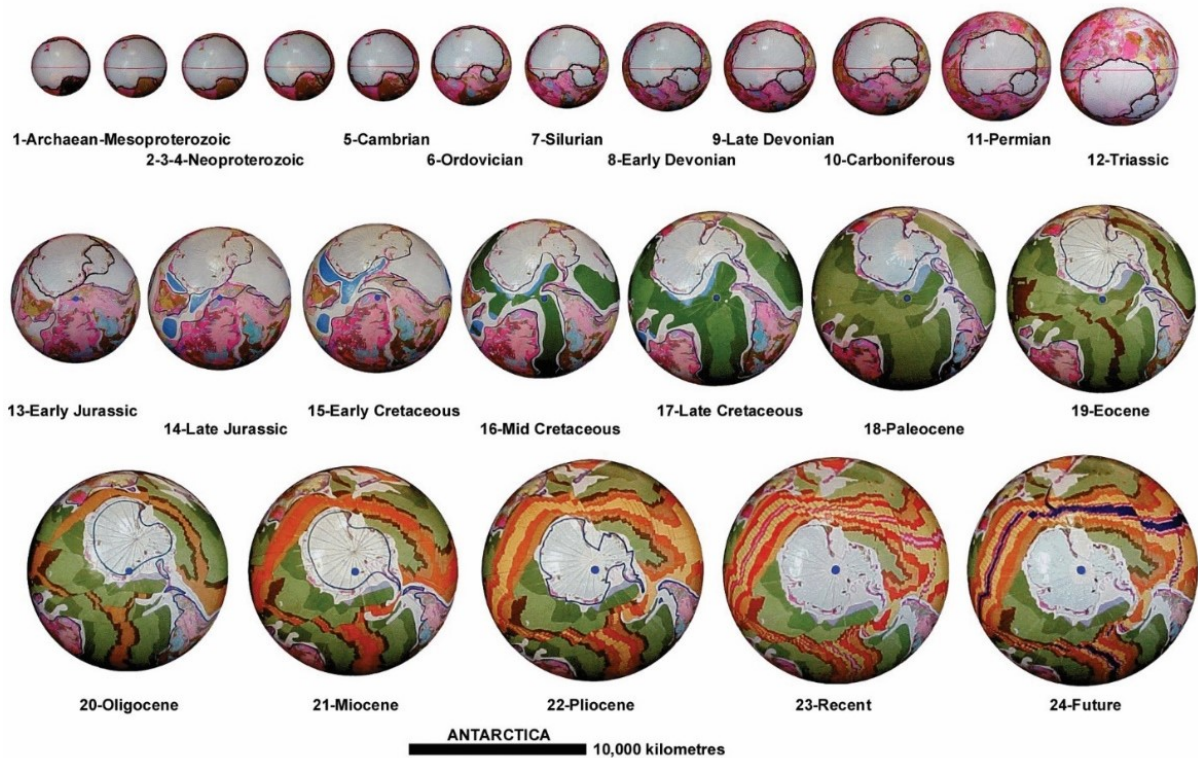 1-Archaean-Mesoproterozoic
5-Cambrian
7-Silurian
9-Late Devonian
11-Permian
2-3-4-Neoproterozoic
6-Ordovician
8-Early Devonian
10-Carboniferous
12-Triassic
13-Early Jurassic
14-Late Jurassic
15-Early Cretaceous
16-Mid Cretaceous
17-Late Cretaceous
18-Paleocene
19-Eocene
20-Oligocene
21-Miocene
22-Pliocene
23-Recent
24-Future
ANTARCTICA
10,000 kilometres